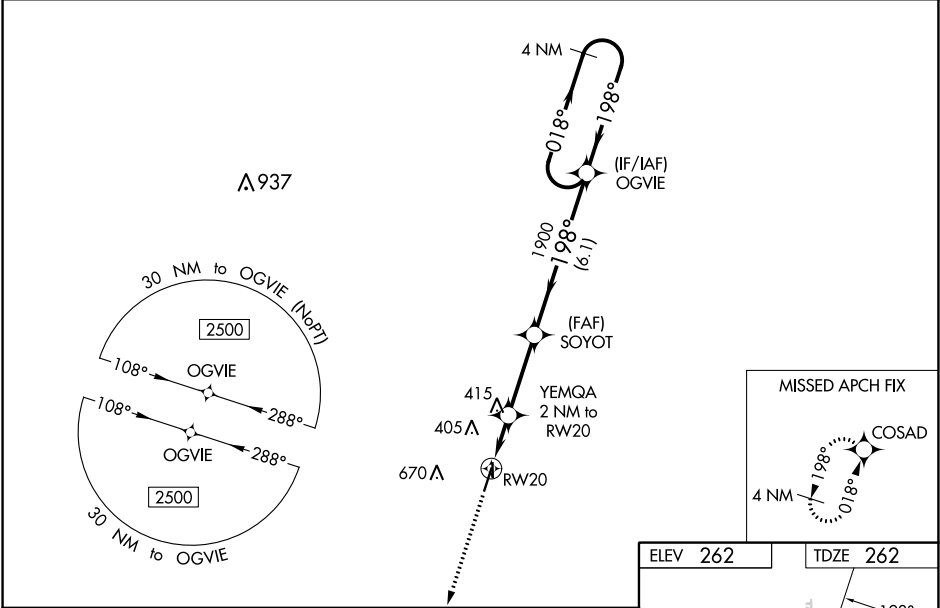 4 NM
018°
198°
(IF/IAF)
OGVIE
937
1900
198°
(6.1)
30 NM to OGVIE (NoPT)
2500
108°
OGVIE
288°
108°
OGVIE
288°
2500
30 NM to OGVIE
(FAF)
SOYOT
415
YEMQA
2 NM to
RW20
405
670
RW20
MISSED APCH FIX
COSAD
198°
018°
4 NM
ELEV 262
TDZE 262
198°